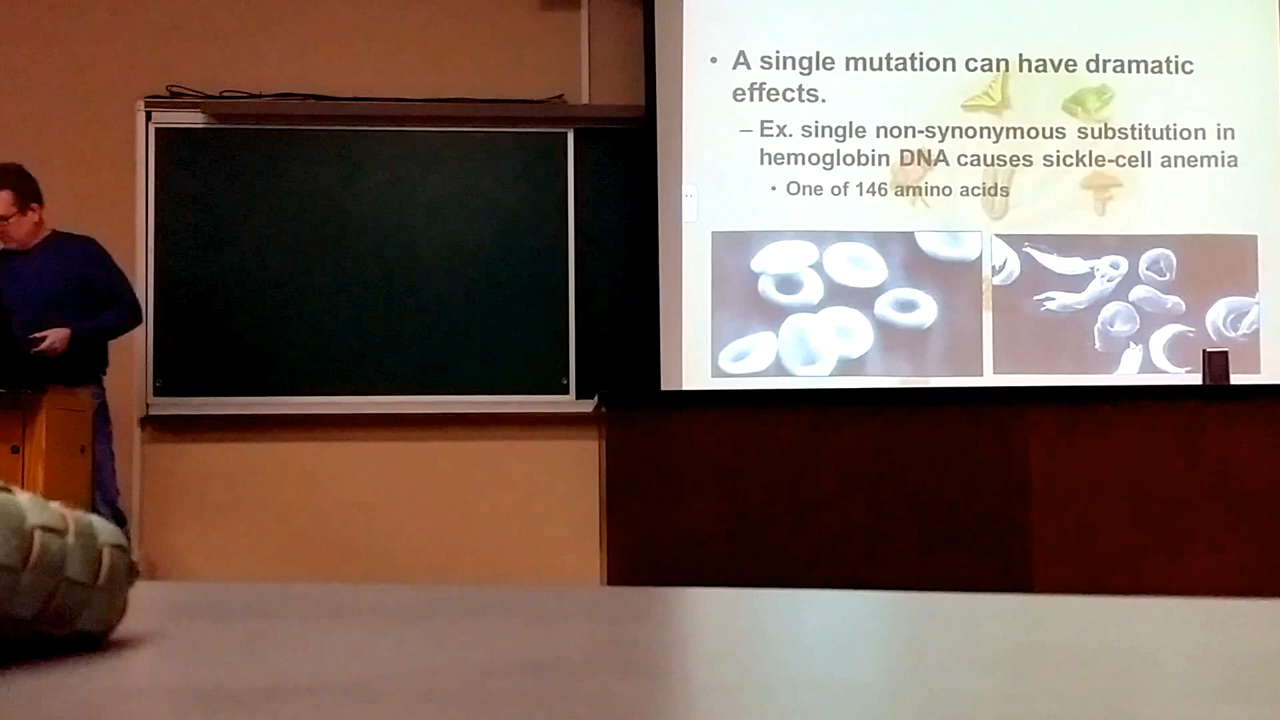 • A single mutation can have dramatic
effects.
– Ex. single non-synonymous substitution in
hemoglobin DNA causes sickle-cell anemia
• One of 146 amino acids